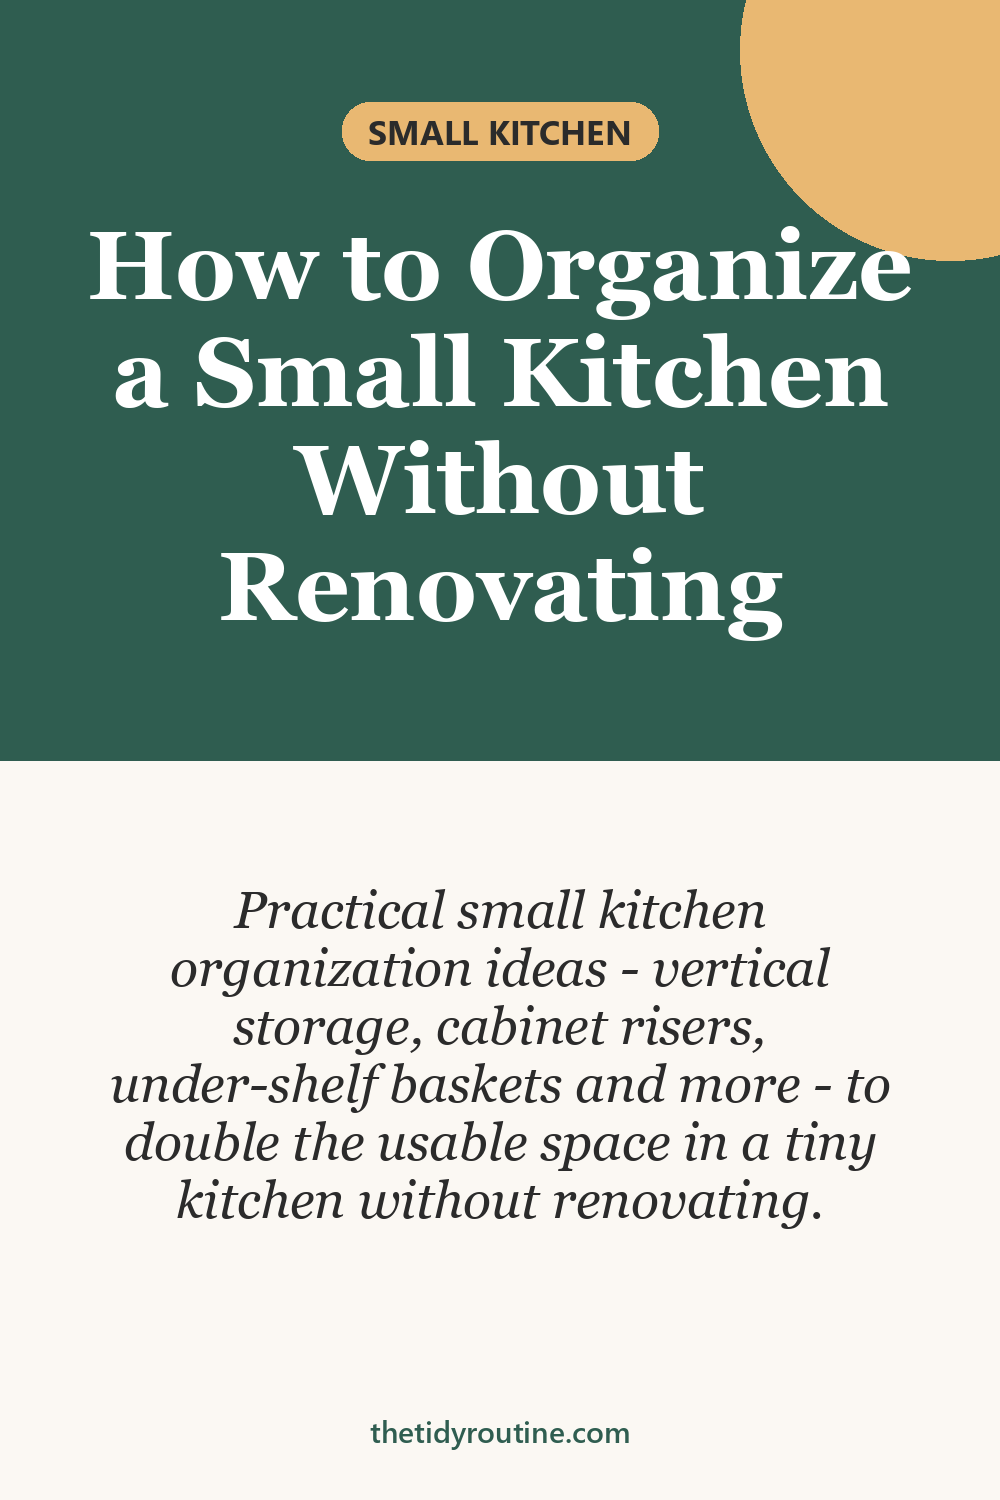 SMALL KITCHEN
How to Organize
a Small Kitchen
Without
Renovating
Practical small kitchen
organization ideas - vertical
storage, cabinet risers,
under-shelf baskets and more - to
double the usable space in a tiny
kitchen without renovating.
thetidyroutine.com